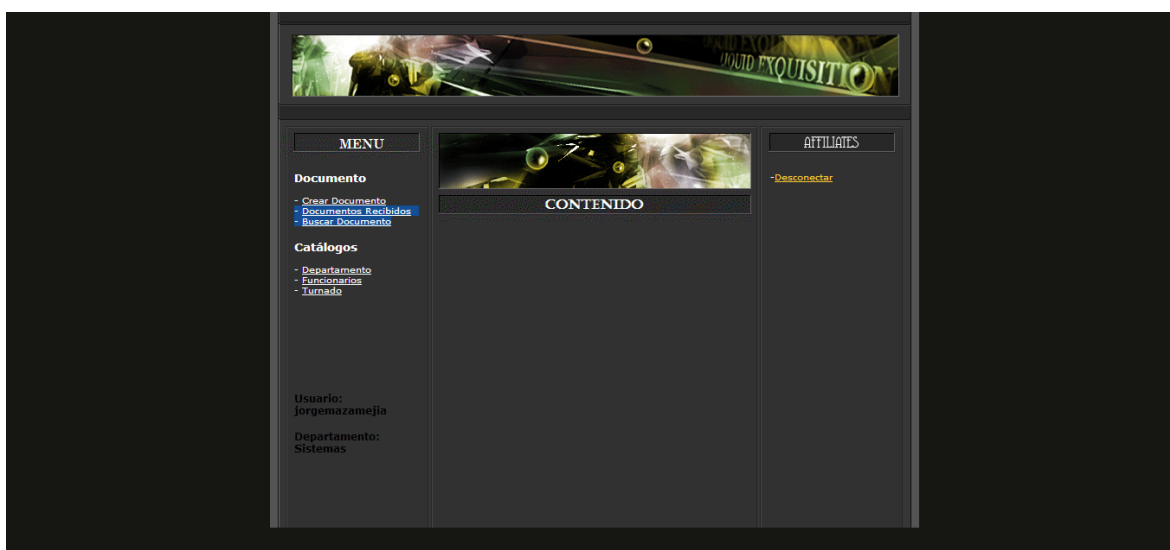 LIQUID EXQUISITION
MENU
Documento
- Crear Documento
- Documentos Recibidos
- Buscar Documento
Catálogos
- Departamento
- Funcionarios
- Turnado
Usuario:
jorgemazamejia
Departamento:
Sistemas
CONTENIDO
AFFILIATES
-Desconectar